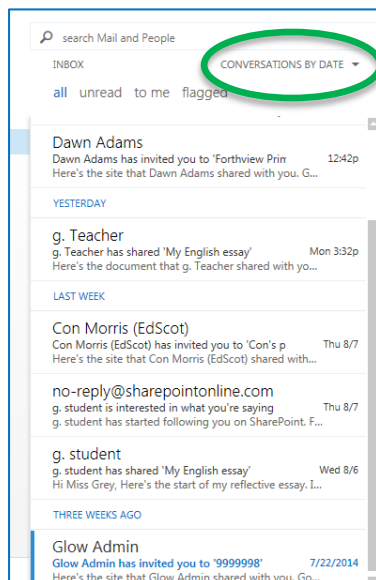 search Mail and People
INBOX CONVERSATIONS BY DATE
all unread to me flagged
Dawn Adams
Dawn Adams has invited you to 'Forthview Prin 12:42p
Here's the site that Dawn Adams shared with you. G...
YESTERDAY
g. Teacher
g. Teacher has shared 'My English essay' Mon 3:32p
Here's the document that g. Teacher shared with yo...
LAST WEEK
Con Morris (EdScot)
Con Morris (EdScot) has invited you to 'Con's p Thu 8/7
Here's the site that Con Morris (EdScot) shared with...
no-reply@sharepointonline.com
g. student is interested in what you're saying Thu 8/7
g. student has started following you on SharePoint. F...
g. student
g. student has shared 'My English essay' Wed 8/6
Hi Miss Grey, Here's the start of my reflective essay. I...
THREE WEEKS AGO
Glow Admin
Glow Admin has invited you to '9999998' 7/22/2014
Here's the site that Glow Admin shared with you. Go...